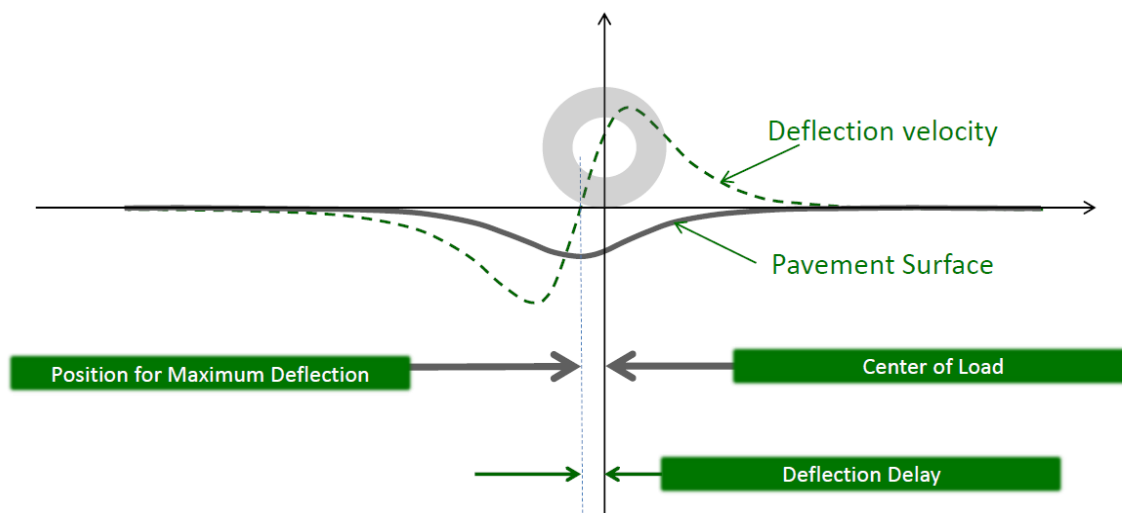 Deflection velocity
Pavement Surface
Position for Maximum Deflection
Center of Load
Deflection Delay